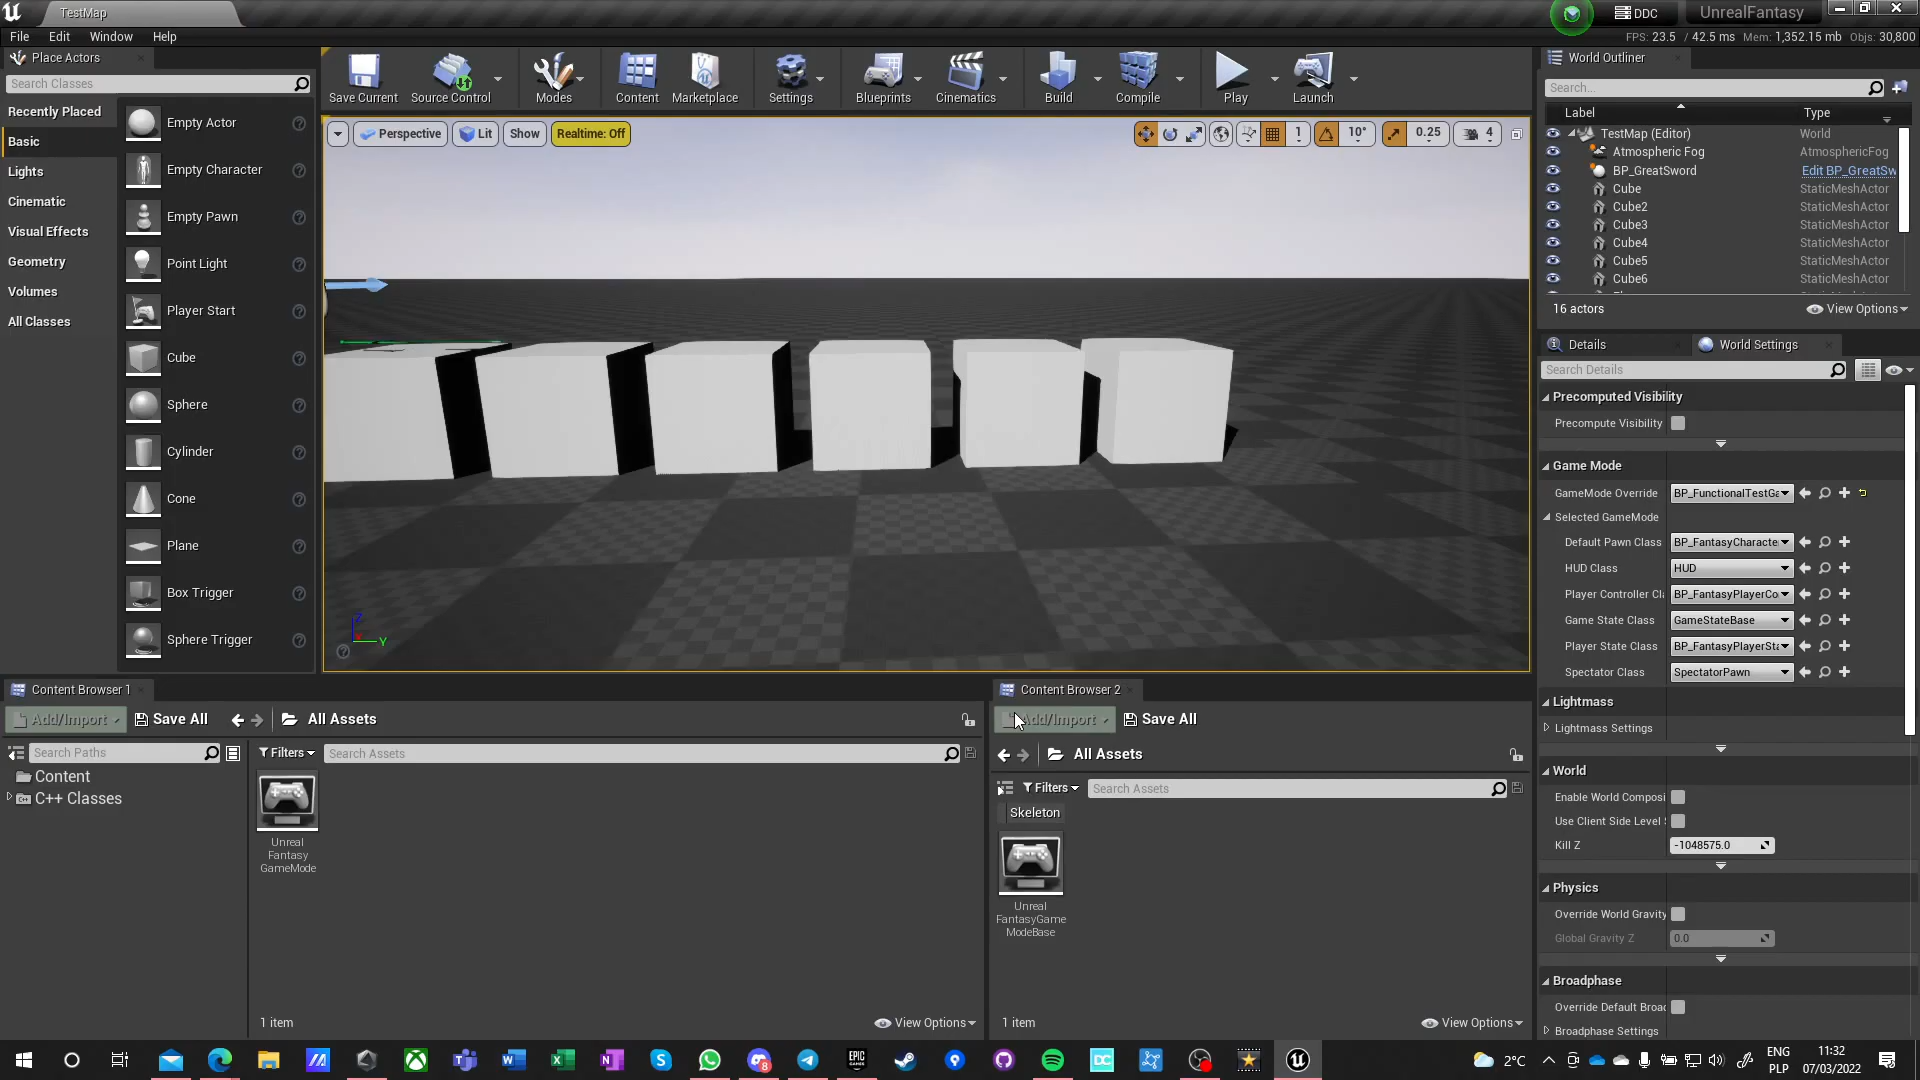 TestMap
DDC
UnrealFantasy
File Edit Window Help
FPS: 23.5 / 42.5 ms Mem: 1,352.15 mb Objs: 30,800
Place Actors
Search Classes
Recently Placed
Basic
Lights
Cinematic
Visual Effects
Geometry
Volumes
All Classes
Empty Actor
Empty Character
Empty Pawn
Point Light
Player Start
Cube
Sphere
Cylinder
Cone
Plane
Box Trigger
Sphere Trigger
Save Current
Source Control
Modes
Content
Marketplace
Settings
Blueprints
Cinematics
Build
Compile
Play
Launch
Perspective
Lit
Show
Realtime: Off
1
10°
0.25
4
Z
Y
World Outliner
Search...
Label Type
TestMap (Editor) World
Atmospheric Fog AtmosphericFog
BP_GreatSword Edit BP_GreatSw
Cube StaticMeshActor
Cube2 StaticMeshActor
Cube3 StaticMeshActor
Cube4 StaticMeshActor
Cube5 StaticMeshActor
Cube6 StaticMeshActor
16 actors
View Options
Details
World Settings
Search Details
Precomputed Visibility
Precompute Visibility
Game Mode
GameMode Override BP_FunctionalTestGa
Selected GameMode
Default Pawn Class BP_FantasyCharacte
HUD Class HUD
Player Controller Cl BP_FantasyPlayerCo
Game State Class GameStateBase
Player State Class BP_FantasyPlayerSta
Spectator Class SpectatorPawn
Lightmass
Lightmass Settings
World
Enable World Composi
Use Client Side Level
Kill Z -1048575.0
Physics
Override World Gravity
Global Gravity Z 0.0
Broadphase
Override Default Broad
Broadphase Settings
Content Browser 1
Add/Import
Save All
All Assets
Search Paths
Filters
Search Assets
Content
C++ Classes
Unreal
Fantasy
GameMode
1 item
View Options
Content Browser 2
Add/Import
Save All
All Assets
Filters
Search Assets
Skeleton
Unreal
FantasyGame
ModeBase
1 item
View Options
8
EPIC
GAMES
DC
2°C
ENG
PLP
11:32
07/03/2022